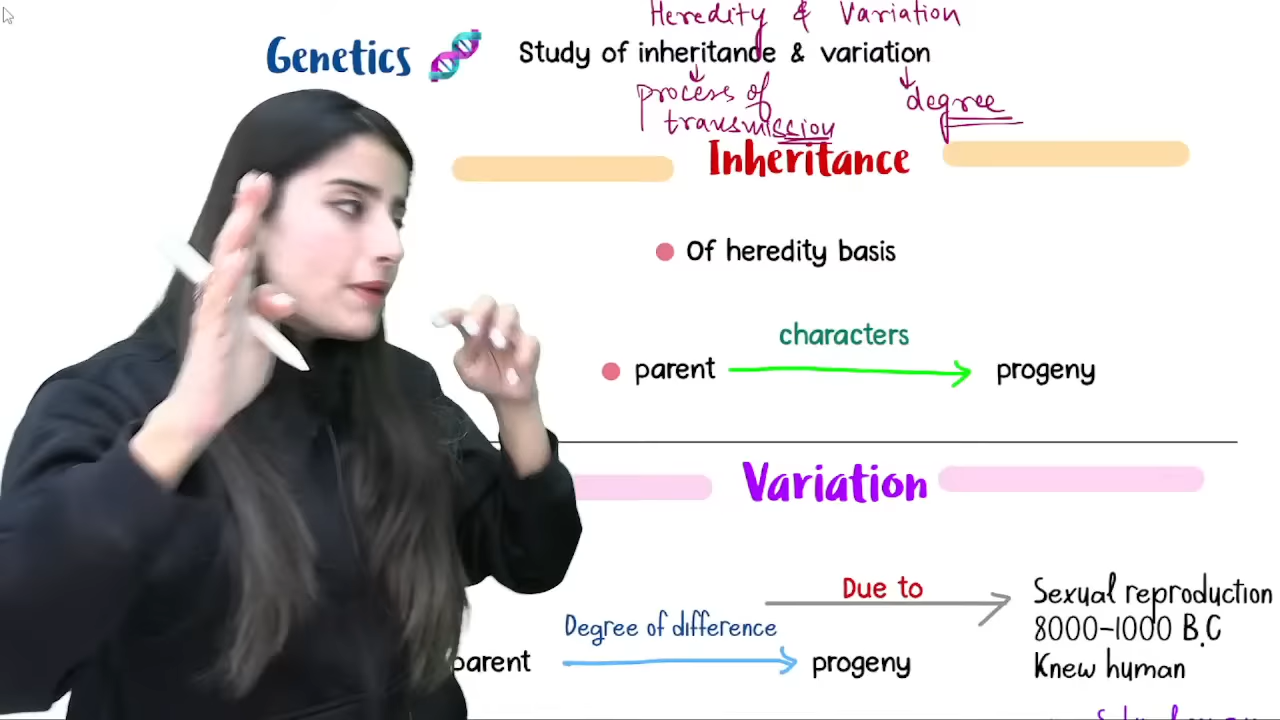 Heredity & Variation
Genetics
Study of inheritance & variation
process of
transmission
degree
Inheritance
Of heredity basis
characters
parent
progeny
Variation
Due to
Sexual reproduction
8000-1000 B.C
Knew human
Degree of difference
parent
progeny